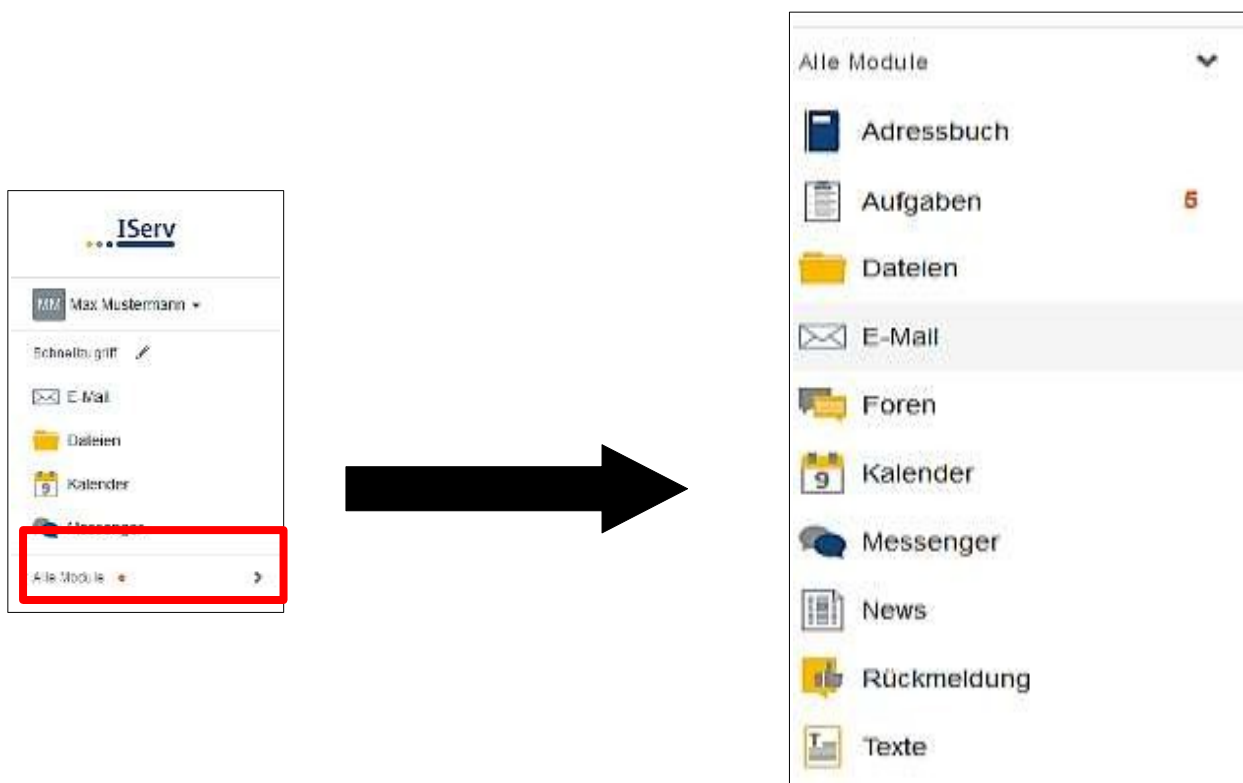 IServ
MM Max Mustermann
Schnellzugriff
E-Mail
Dateien
9 Kalender
Messenger
Alle Module
Alle Module
Adressbuch
Aufgaben 5
Dateien
E-Mail
Foren
9 Kalender
Messenger
News
Rückmeldung
T Texte